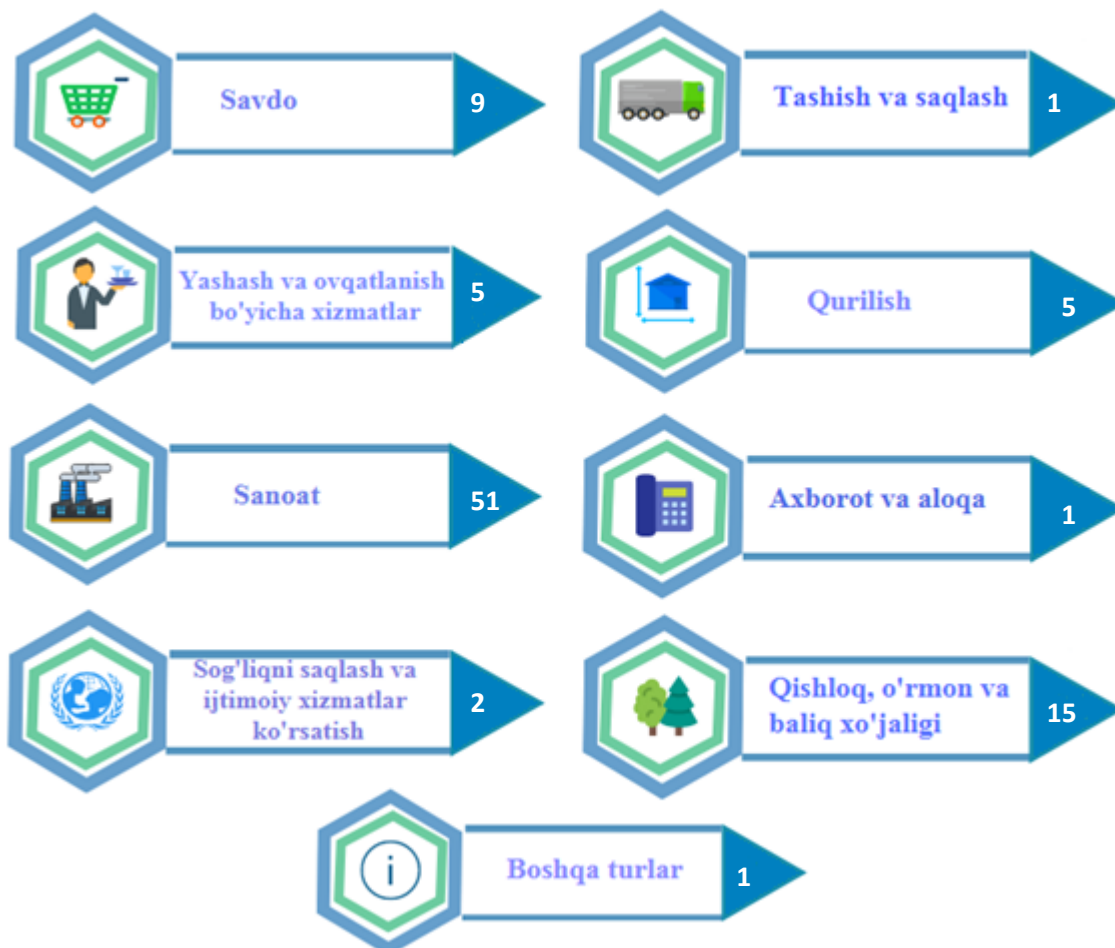 Savdo 9
Tashish va saqlash 1
Yashash va ovqatlanish
bo'yicha xizmatlar 5
Qurilish 5
Sanoat 51
Axborot va aloqa 1
Sog'liqni saqlash va
ijtimoiy xizmatlar
ko'rsatish 2
Qishloq, o'rmon va
baliq xo'jaligi 15
i
Boshqa turlar 1